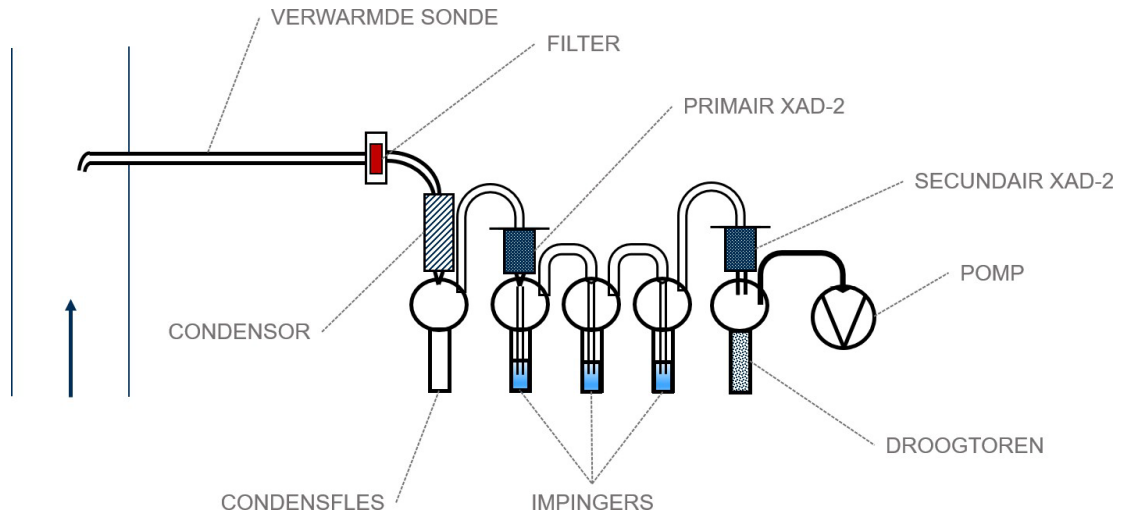 VERWARMDE SONDE
FILTER
PRIMAIR XAD-2
SECUNDAIR XAD-2
POMP
CONDENSOR
DROOGTOREN
CONDENSFLES
IMPINGERS